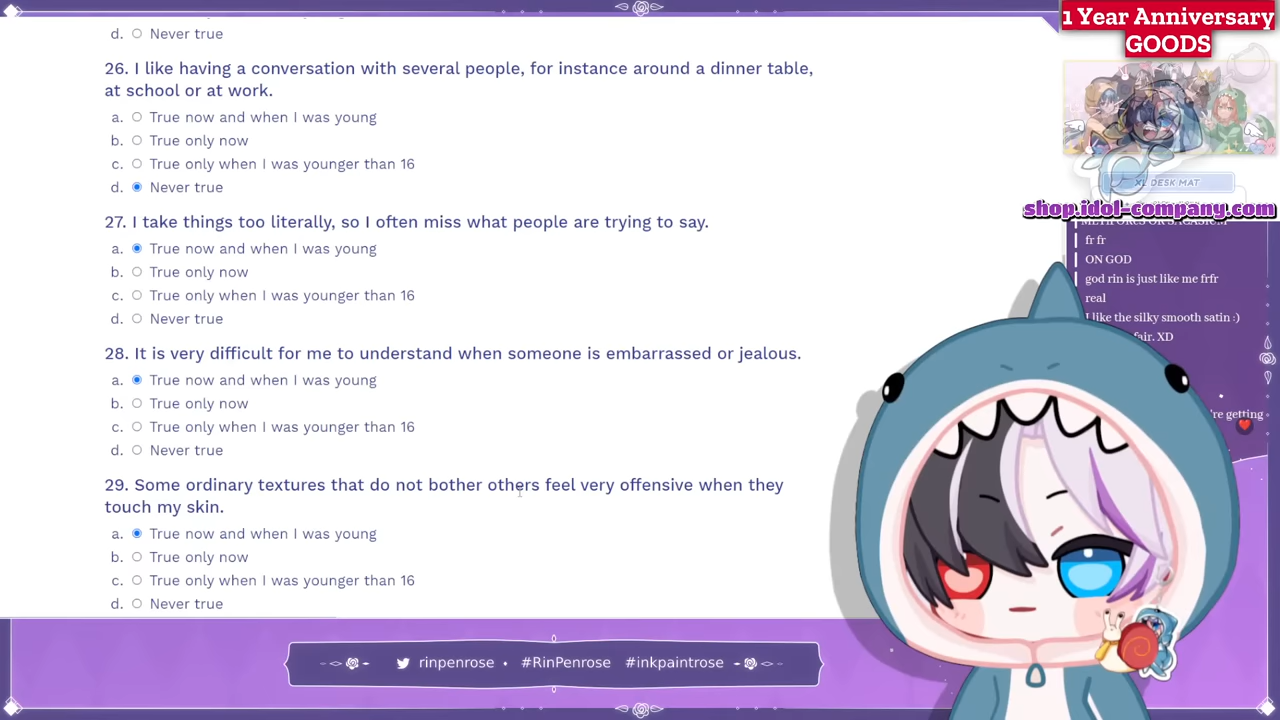 d. Never true
26. I like having a conversation with several people, for instance around a dinner table,
at school or at work.
a. True now and when I was young
b. True only now
c. True only when I was younger than 16
d. Never true
27. I take things too literally, so I often miss what people are trying to say.
a. True now and when I was young
b. True only now
c. True only when I was younger than 16
d. Never true
28. It is very difficult for me to understand when someone is embarrassed or jealous.
a. True now and when I was young
b. True only now
c. True only when I was younger than 16
d. Never true
29. Some ordinary textures that do not bother others feel very offensive when they
touch my skin.
a. True now and when I was young
b. True only now
c. True only when I was younger than 16
d. Never true
rinpenrose • #RinPenrose #inkpaintrose
1 Year Anniversary
GOODS
XL DESK MAT
shop.idol-company.com
fr fr
ON GOD
god rin is just like me frfr
real
I like the silky smooth satin :)
fair. XD
're getting